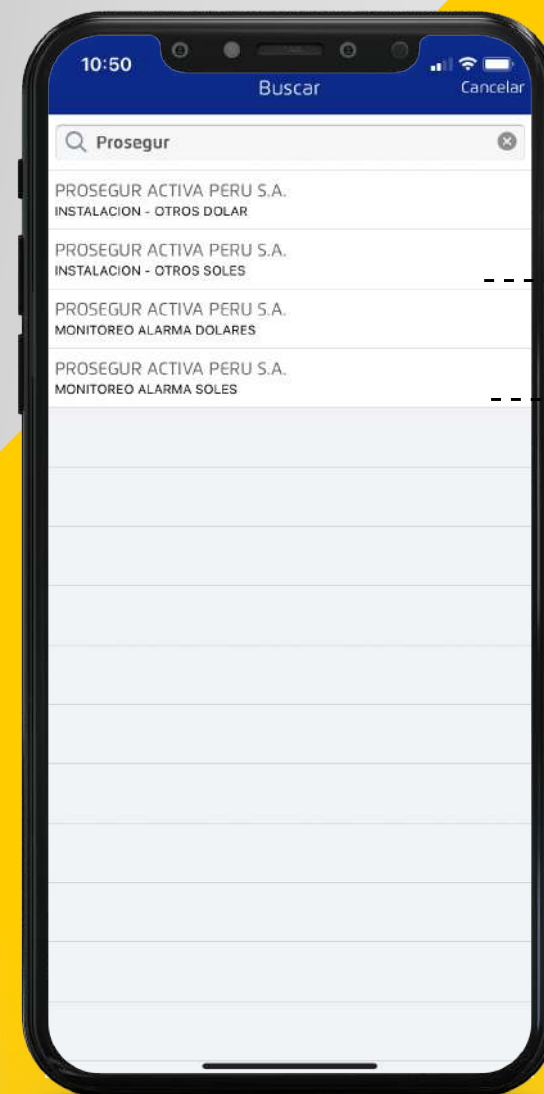 10:50
Buscar
Cancelar
Prosegur
PROSEGUR ACTIVA PERU S.A.
INSTALACION - OTROS DOLAR
PROSEGUR ACTIVA PERU S.A.
INSTALACION - OTROS SOLES
PROSEGUR ACTIVA PERU S.A.
MONITOREO ALARMA DOLARES
PROSEGUR ACTIVA PERU S.A.
MONITOREO ALARMA SOLES